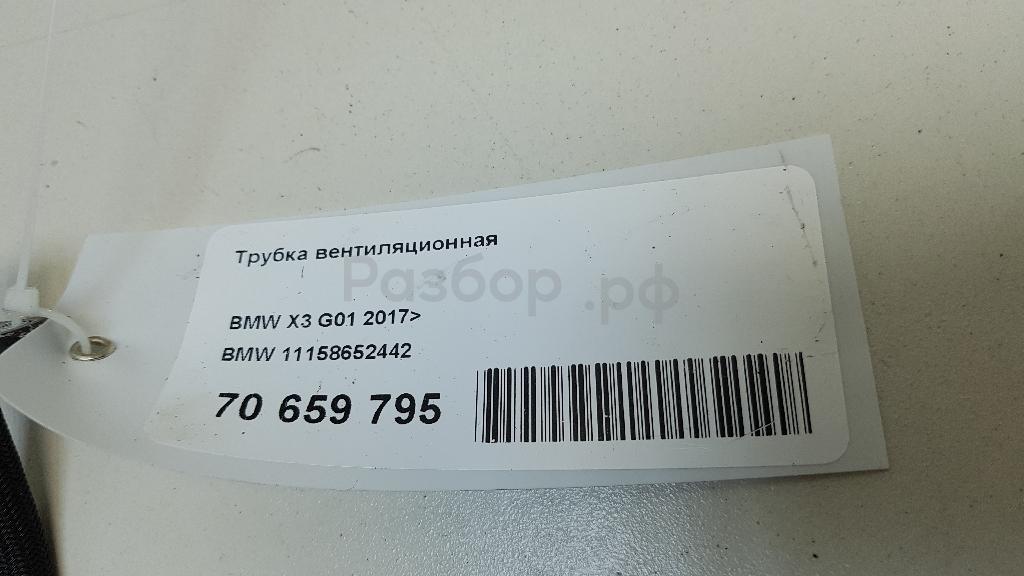 Трубка вентиляционная
Разбор.рф
BMW X3 G01 2017>
BMW 11158652442
70 659 795